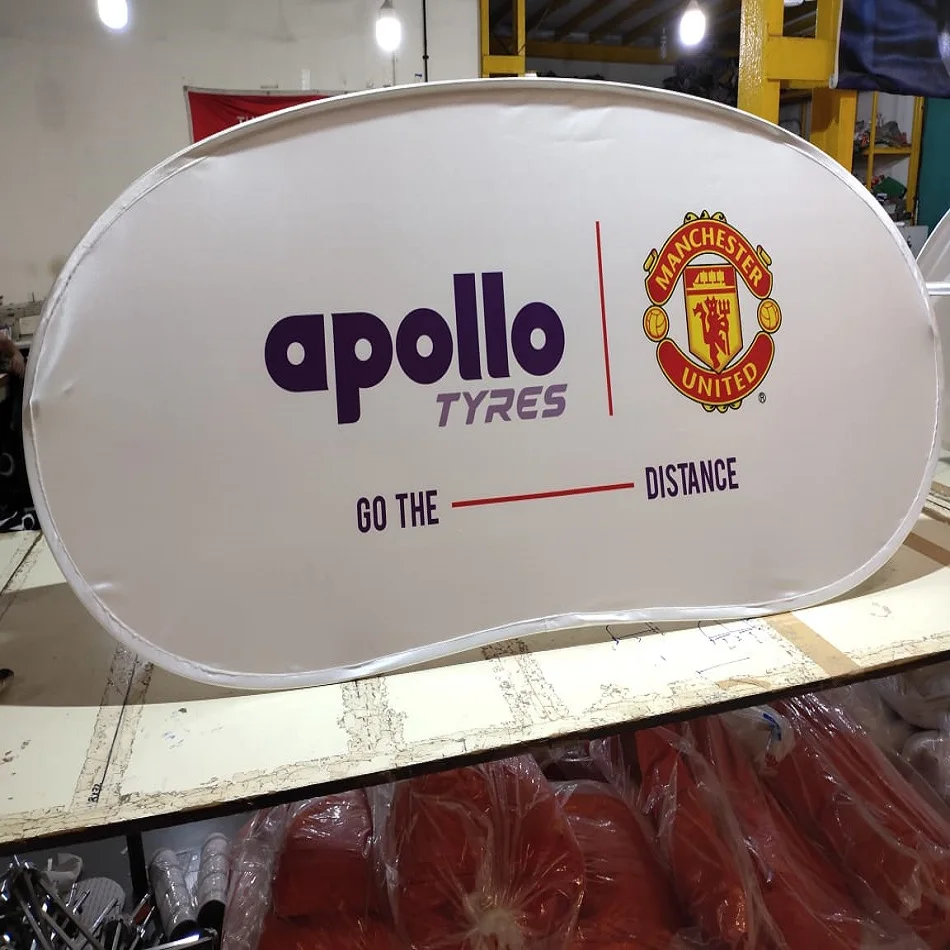 apollo
TYRES
MANCHESTER
UNITED
®
GO THE DISTANCE